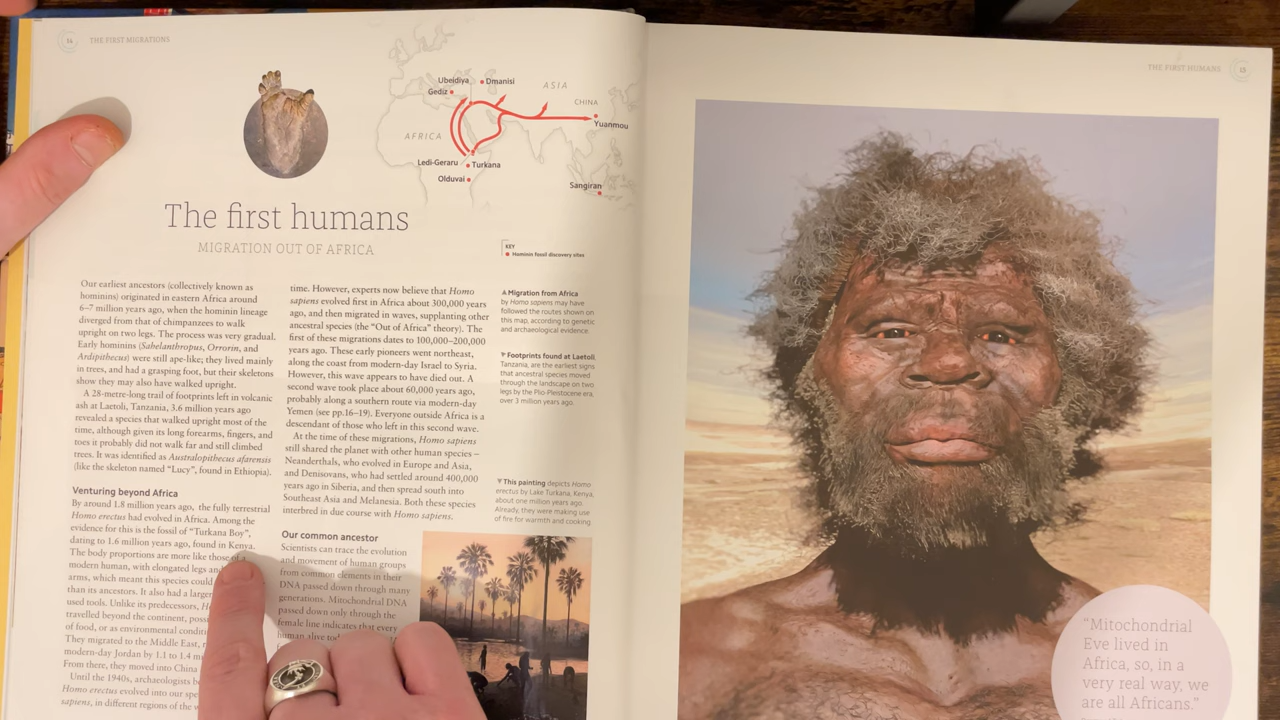 14 THE FIRST MIGRATIONS
Ubeidiya
Dmanisi
ASIA
Gediz
CHINA
Yuanmou
AFRICA
Ledi-Geraru
Turkana
Olduvai
Sangiran
The first humans
MIGRATION OUT OF AFRICA
KEY
Hominin fossil discovery sites
Our earliest ancestors (collectively known as
hominins) originated in eastern Africa around
6–7 million years ago, when the hominin lineage
diverged from that of chimpanzees to walk
upright on two legs. The process was very gradual.
Early hominins (Sahelanthropus, Orrorin, and
Ardipithecus) were still ape-like; they lived mainly
in trees, and had a grasping foot, but their skeletons
show they may also have walked upright.
A 28-metre-long trail of footprints left in volcanic
ash at Laetoli, Tanzania, 3.6 million years ago
revealed a species that walked upright most of the
time, although given its long forearms, fingers, and
toes it probably did not walk far and still climbed
trees. It was identified as Australopithecus afarensis
(like the skeleton named “Lucy”, found in Ethiopia).
Venturing beyond Africa
By around 1.8 million years ago, the fully terrestrial
Homo erectus had evolved in Africa. Among the
evidence for this is the fossil of “Turkana Boy”,
dating to 1.6 million years ago, found in Kenya.
The body proportions are more like those of a
modern human, with elongated legs and
arms, which meant this species could
than its ancestors. It also had a larger
used tools. Unlike its predecessors,
travelled beyond the continent,
of food, or as environmental
They migrated to the Middle East,
modern-day Jordan by 1.1 to 1.4
From there, they moved into China
Until the 1940s, archaeologists
Homo erectus evolved into our
sapiens, in different regions of the
time. However, experts now believe that Homo
sapiens evolved first in Africa about 300,000 years
ago, and then migrated in waves, supplanting other
ancestral species (the “Out of Africa” theory). The
first of these migrations dates to 100,000–200,000
years ago. These early pioneers went northeast,
along the coast from modern-day Israel to Syria.
However, this wave appears to have died out. A
second wave took place about 60,000 years ago,
probably along a southern route via modern-day
Yemen (see pp.16–19). Everyone outside Africa is a
descendant of those who left in this second wave.
At the time of these migrations, Homo sapiens
still shared the planet with other human species –
Neanderthals, who evolved in Europe and Asia,
and Denisovans, who had settled around 400,000
years ago in Siberia, and then spread south into
Southeast Asia and Melanesia. Both these species
interbred in due course with Homo sapiens.
Our common ancestor
Scientists can trace the evolution
and movement of human groups
from common elements in their
DNA passed down through many
generations. Mitochondrial DNA
passed down only through the
female line indicates that every
human alive
▲ Migration from Africa
by Homo sapiens may have
followed the routes shown on
this map, according to genetic
and archaeological evidence.
▼ Footprints found at Laetoli,
Tanzania, are the earliest signs
that ancestral species moved
through the landscape on two
legs by the Plio-Pleistocene era,
over 3 million years ago.
▼ This painting depicts Homo
erectus by Lake Turkana, Kenya,
about one million years ago.
Already, they were making use
of fire for warmth and cooking.
THE FIRST HUMANS 15
“Mitochondrial
Eve lived in
Africa, so, in a
very real way, we
are all Africans.”